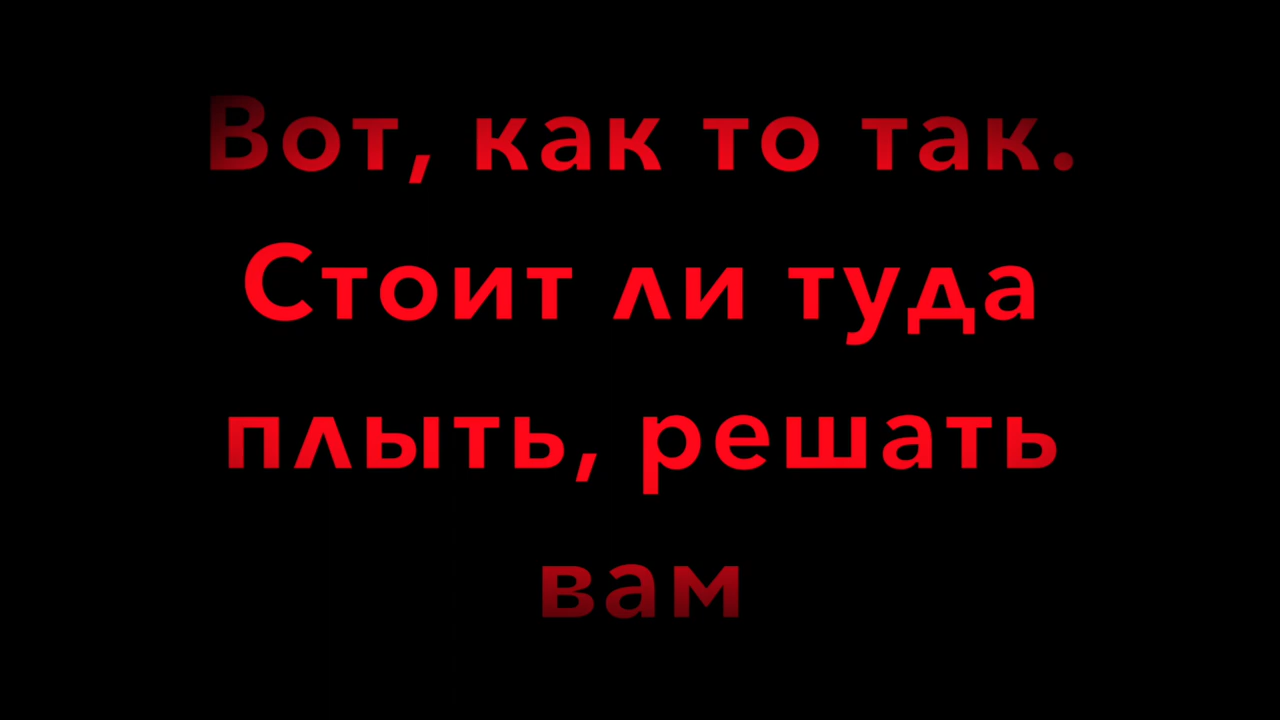 Вот, как то так.
Стоит ли туда
плыть, решать
вам